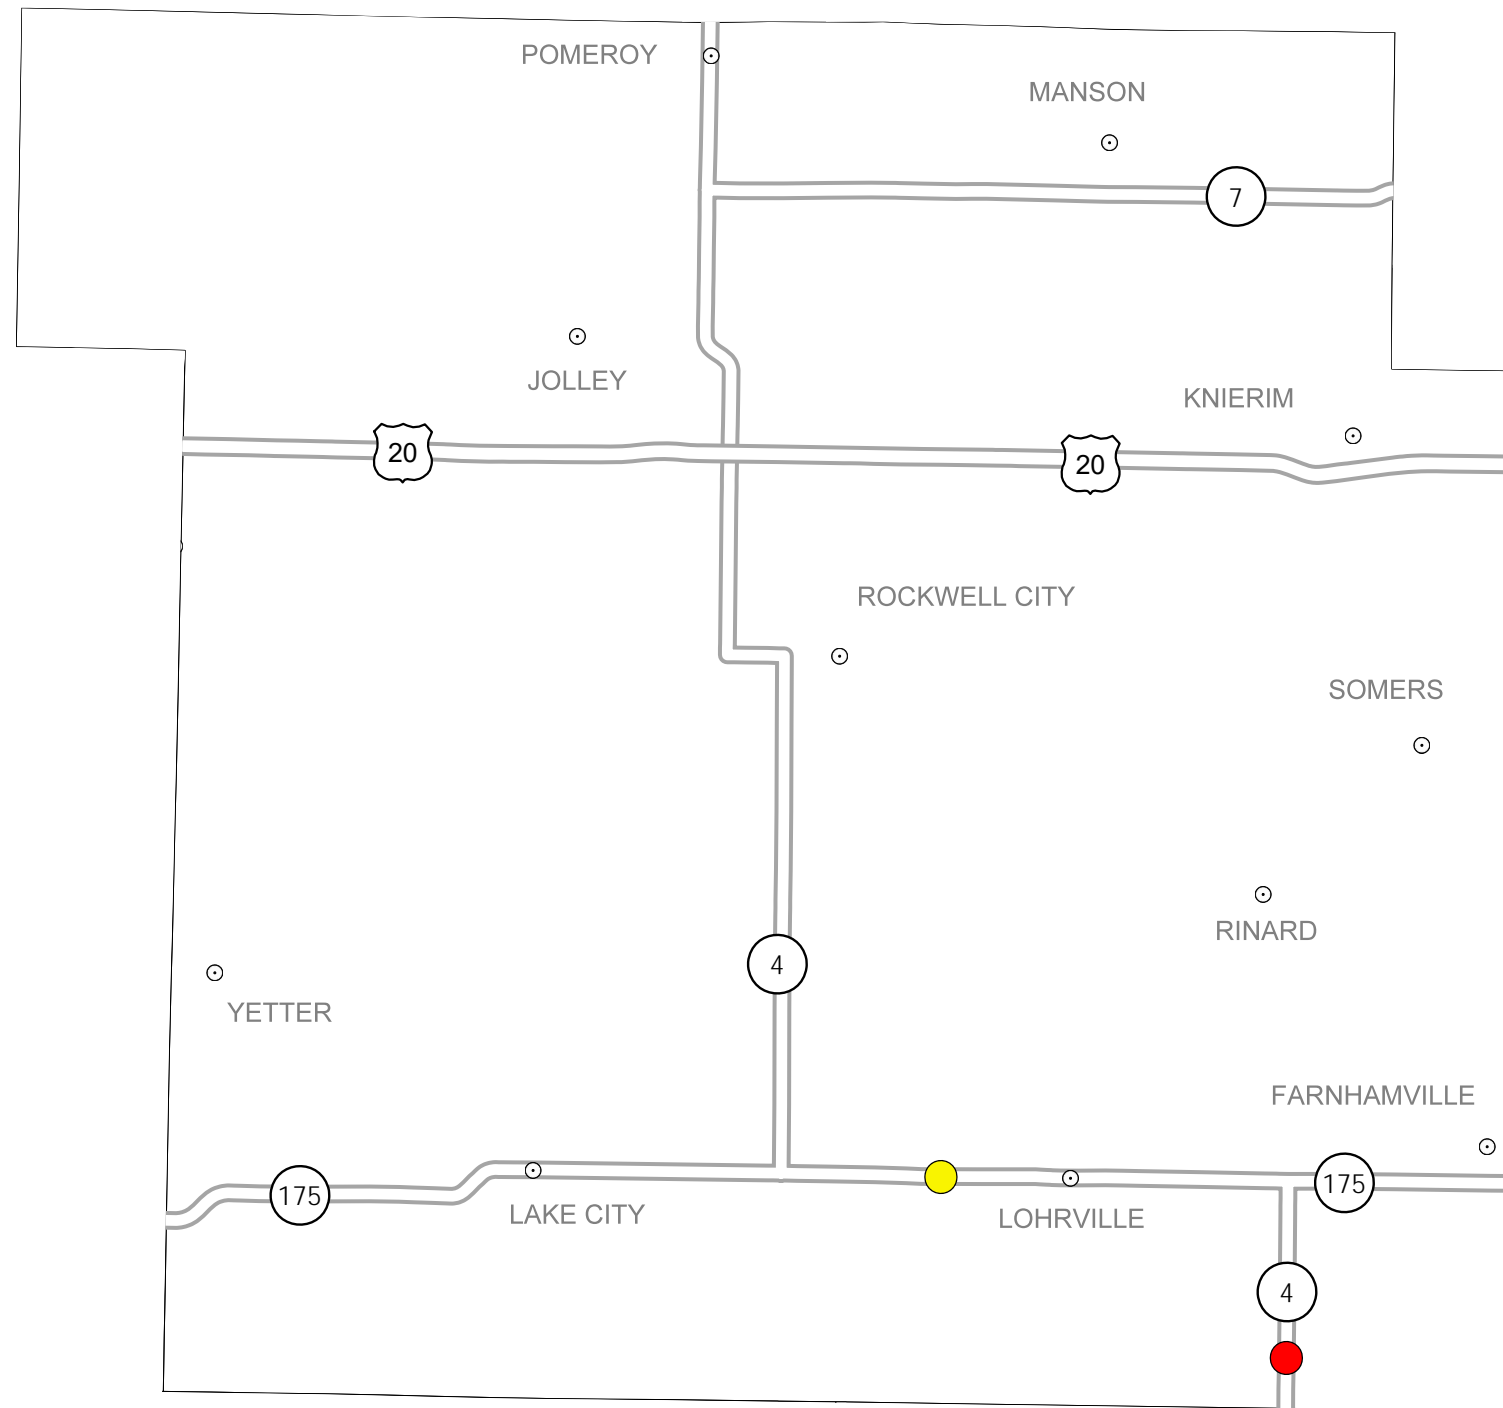 POMEROY
MANSON
7
JOLLEY
KNIERIM
20
20
ROCKWELL CITY
SOMERS
RINARD
4
YETTER
FARNHAMVILLE
175
175
LAKE CITY
LOHRVILLE
4